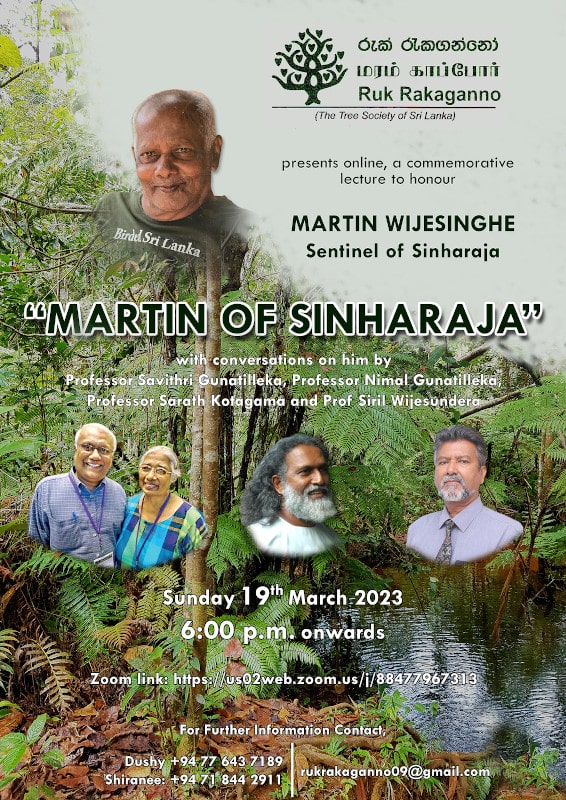 රුක් රැකගන්නෝ
மரம் காப்போர்
Ruk Rakaganno
(The Tree Society of Sri Lanka)
presents online, a commemorative
lecture to honour
MARTIN WIJESINGHE
Sentinel of Sinharaja
Sri Lanka
“MARTIN OF SINHARAJA”
with conversations on him by
Professor Savithri Gunatilleka, Professor Nimal Gunatilleka,
Professor Sarath Kotagama and Prof Siril Wijesundera
Sunday 19th March 2023
6:00 p.m. onwards
Zoom link: https://us02web.zoom.us/j/88477967313
For Further Information Contact,
Dushy +94 77 643 7189
Shiranee: +94 71 844 2911
rukrakaganno09@gmail.com